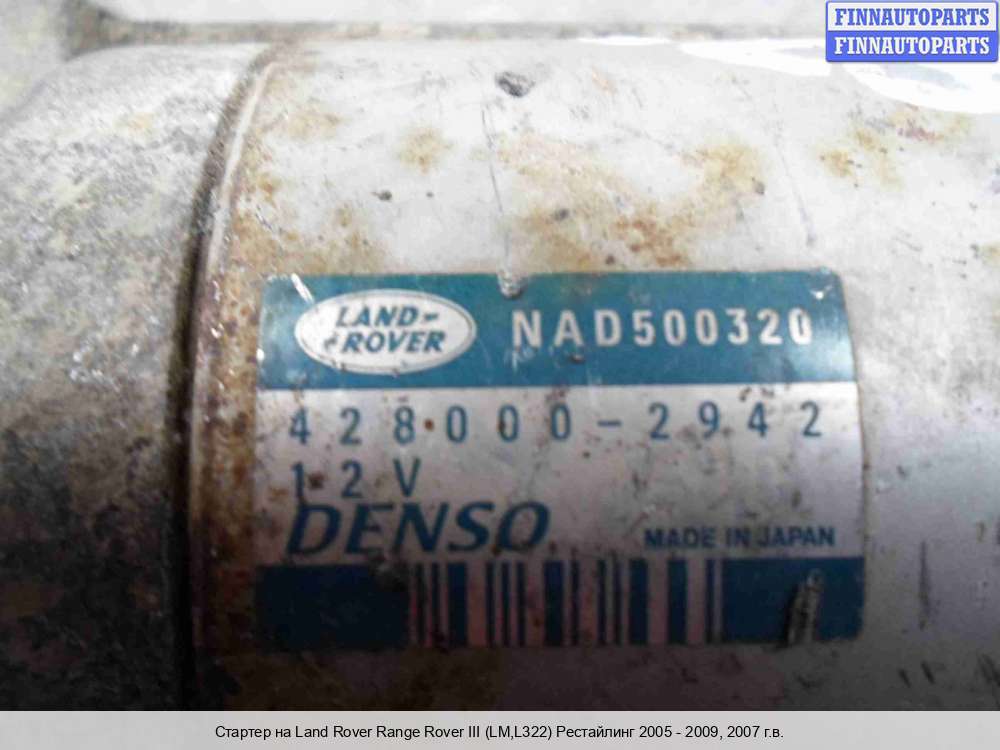 FINNAUTOPARTS
FINNAUTOPARTS
LAND-
ROVER
NAD500320
428000-2942
12V
DENSO
MADE IN JAPAN
Стартер на Land Rover Range Rover III (LM,L322) Рестайлинг 2005 - 2009, 2007 г.в.